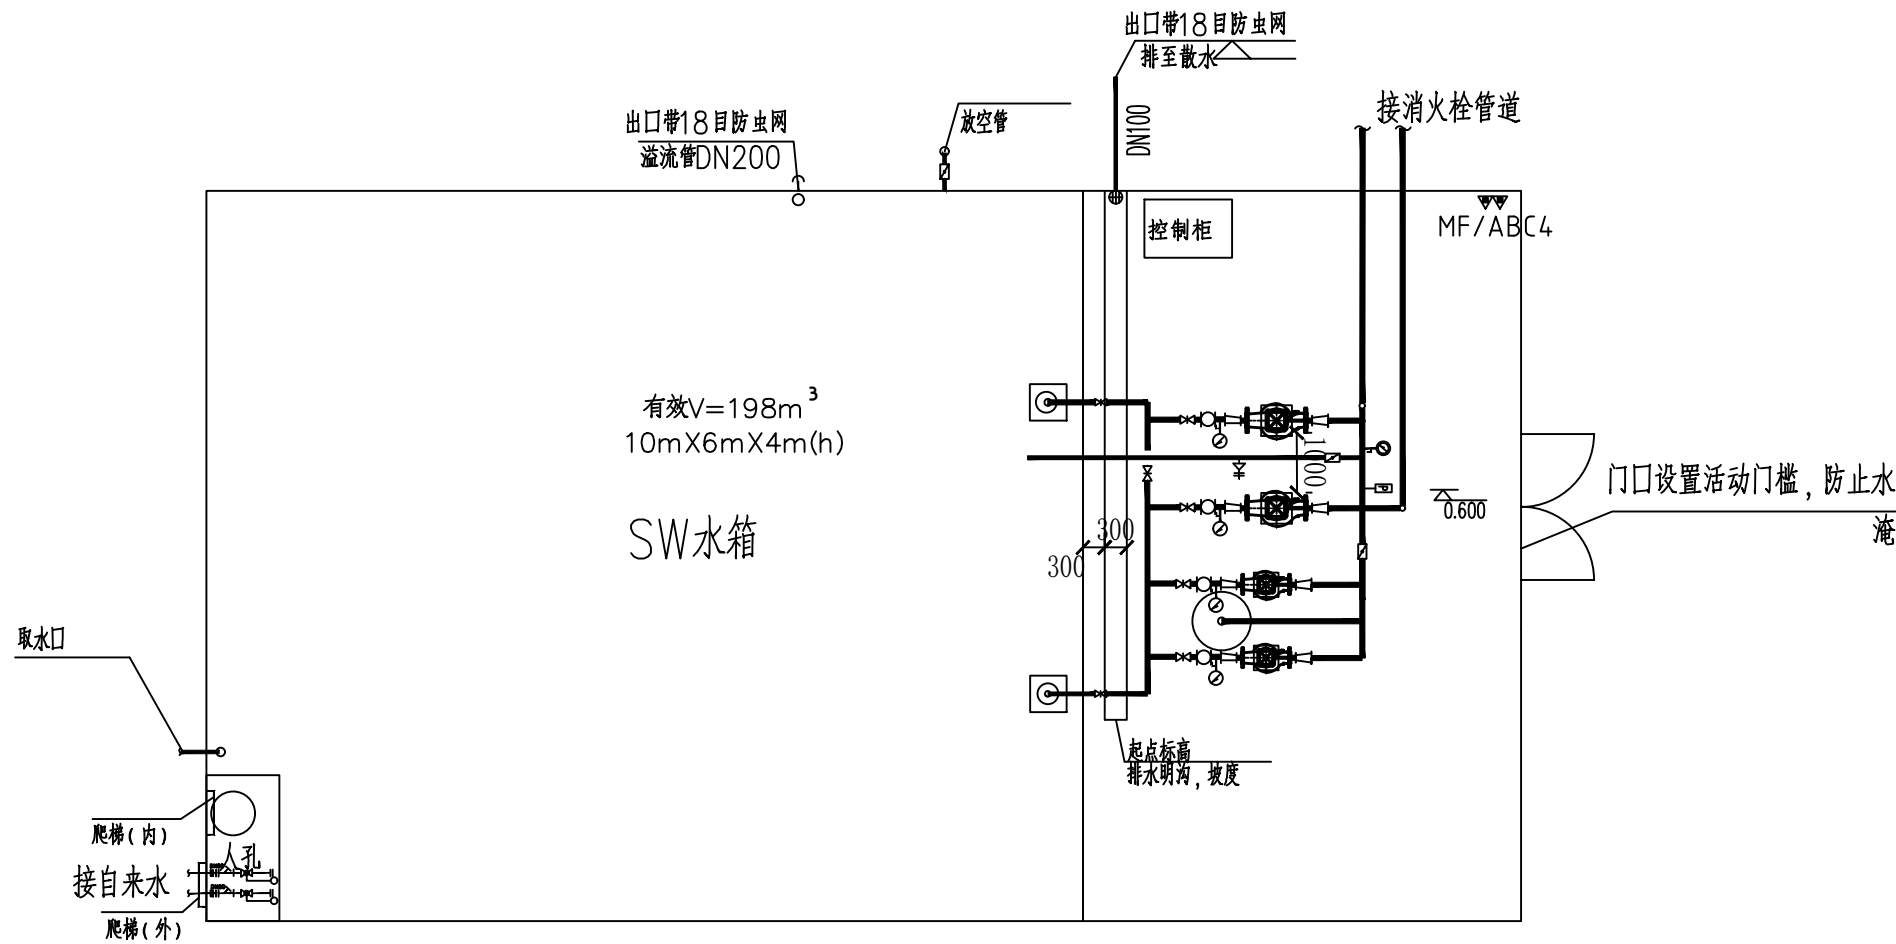 出口带18目防虫网
排至散水
接消火栓管道
出口带18目防虫网
溢流管DN200
放空管
DN100
控制柜
MF/ABC4
有效V=198m³
10mX6mX4m(h)
1000
SW水箱
300
300
0.600
门口设置活动门槛，防止水
淹
取水口
起点标高
排水明沟，坡度
爬梯(内)
人孔
接自来水
爬梯(外)